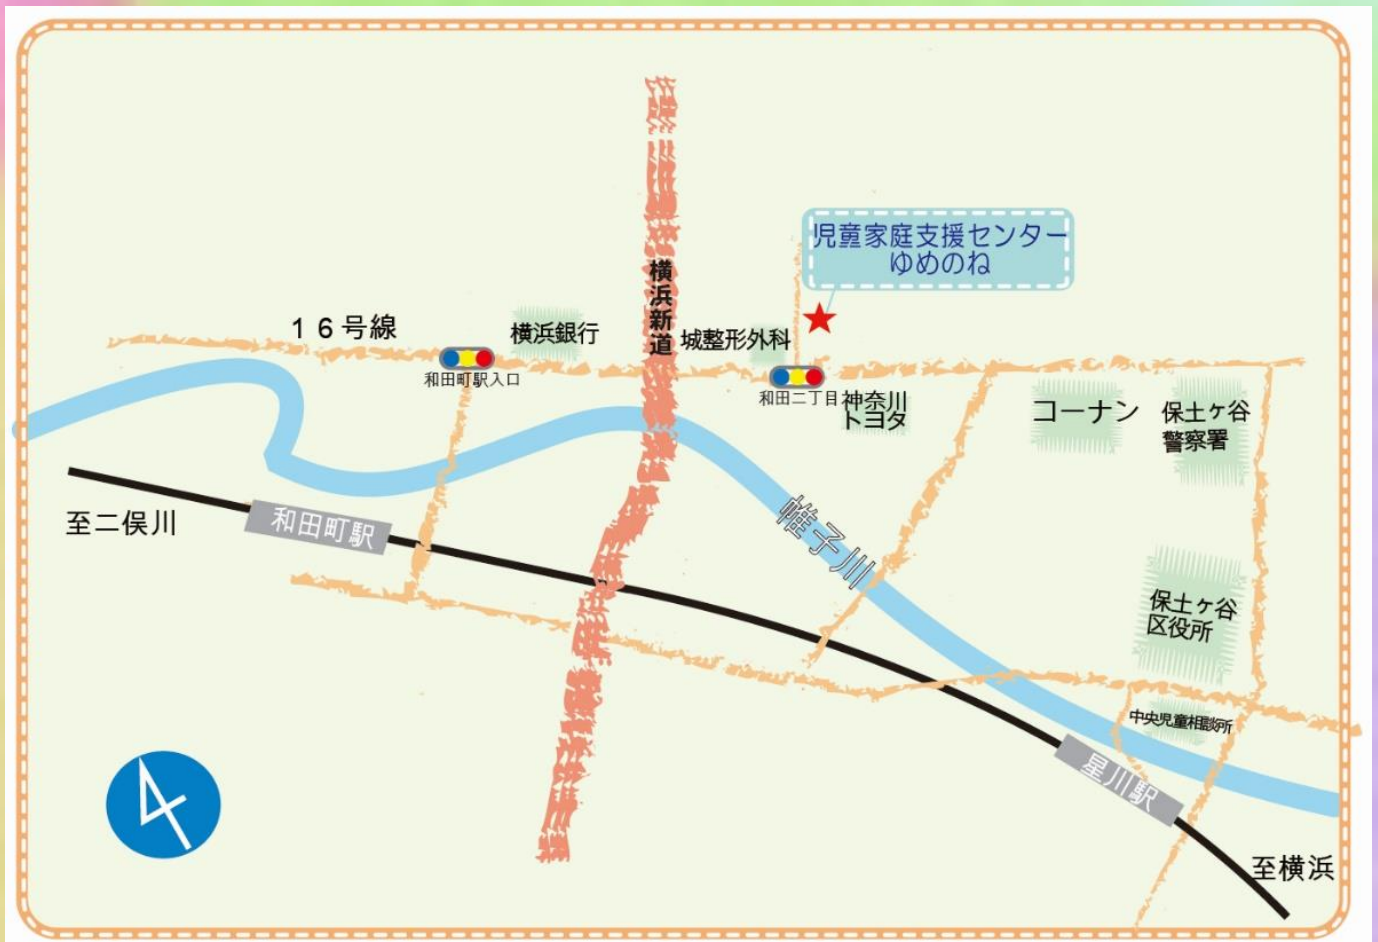 児童家庭支援センター
ゆめのね
16号線
横浜銀行
横浜新道
城整形外科
和田町駅入口
和田二丁目
神奈川
トヨタ
コーナン
保土ヶ谷
警察署
至二俣川
和田町駅
帷子川
保土ヶ谷
区役所
中央児童相談所
星川駅
至横浜